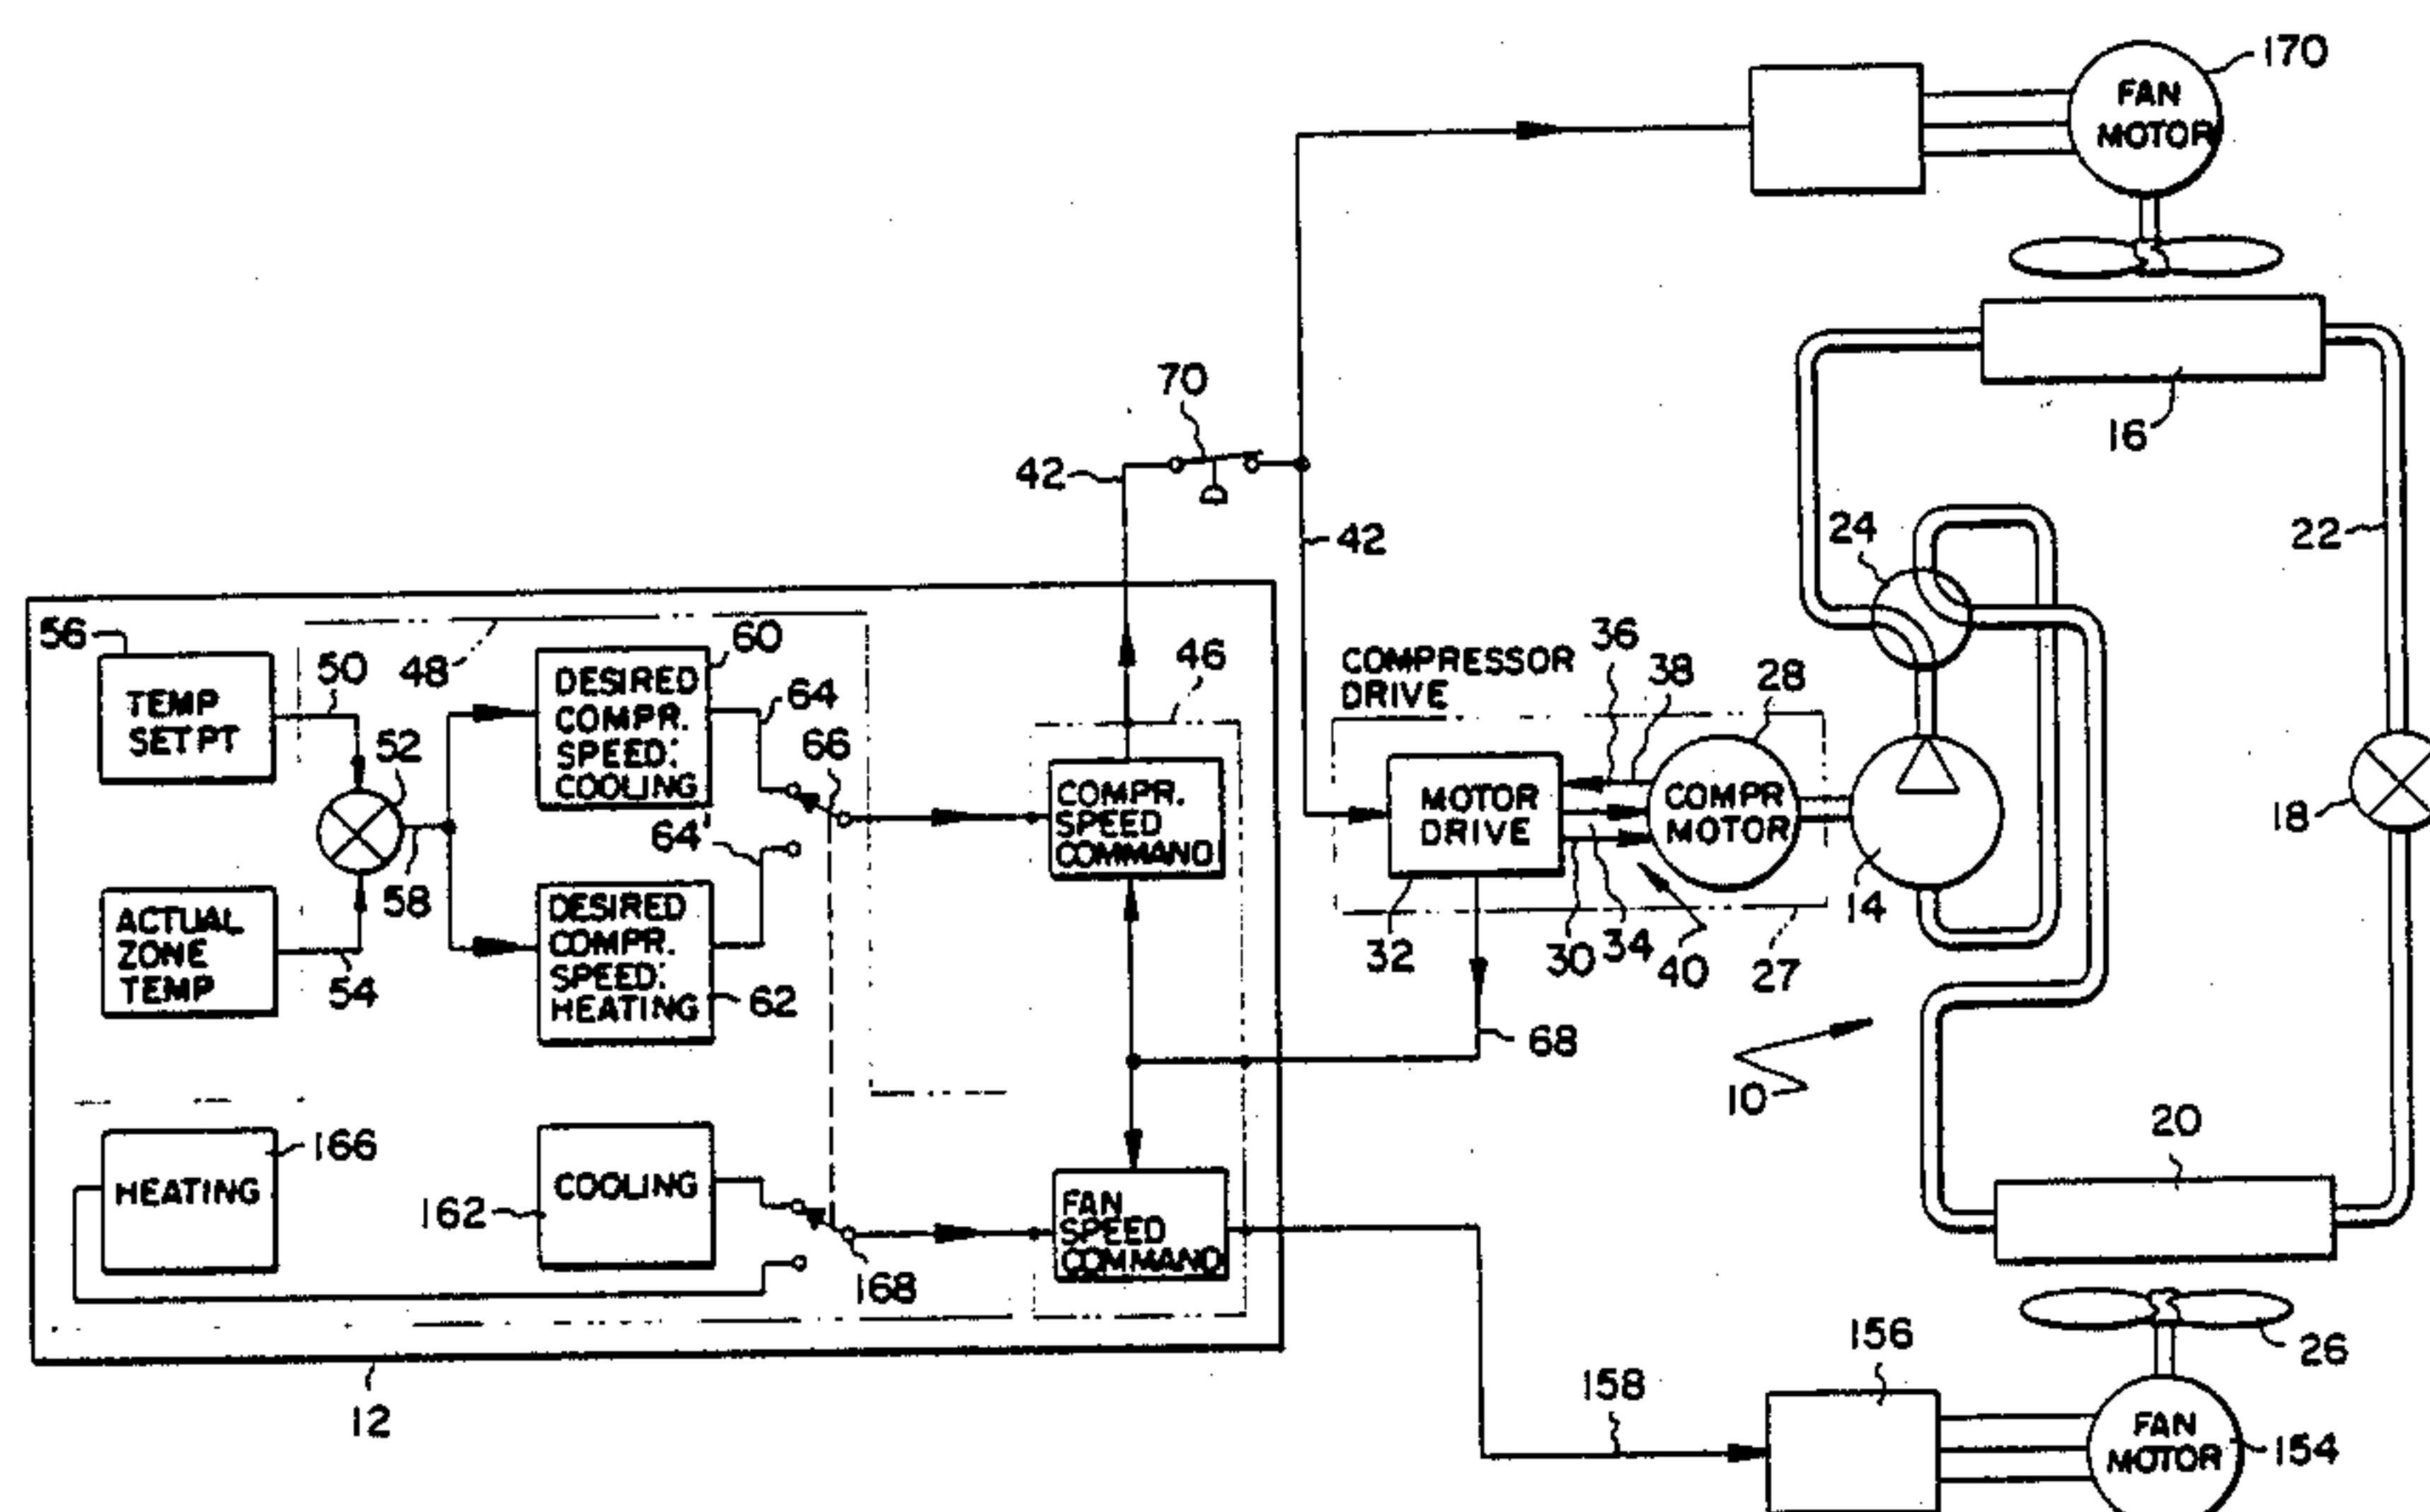 170
FAN
MOTOR
16
70
42
42
24
22
56
TEMP
SET PT
50
48
60
DESIRED
COMPR.
SPEED:
COOLING
64
66
46
COMPRESSOR
DRIVE
36
38
28
52
COMPR.
SPEED
COMMAND
MOTOR
DRIVE
COMPR
MOTOR
18
64
58
14
ACTUAL
ZONE
TEMP
54
DESIRED
COMPR.
SPEED:
HEATING
62
32
30
34
40
27
68
10
20
HEATING
166
COOLING
162
168
FAN
SPEED
COMMAND
12
158
156
26
FAN
MOTOR
154